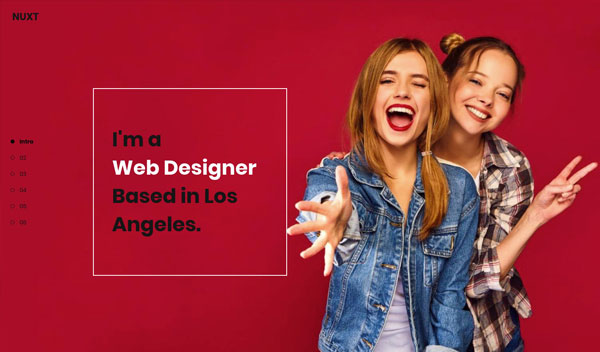 NUXT
Intro
02
03
04
05
06
I'm a
Web Designer
Based in Los
Angeles.